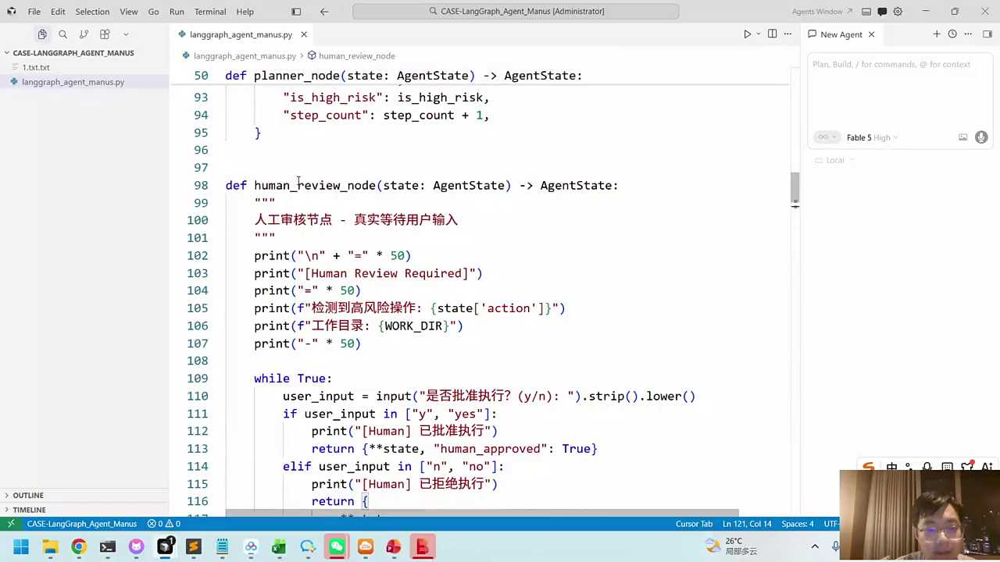 File Edit Selection View Go Run Terminal Help
CASE-LangGraph_Agent_Manus [Administrator]
Agents Window
langgraph_agent_manus.py
New Agent
CASE-LANGGRAPH_AGENT_MANUS
1.txt.txt
langgraph_agent_manus.py
langgraph_agent_manus.py > human_review_node
Plan, Build, / for commands, @ for context
Fable 5 High
Local
50 def planner_node(state: AgentState) -> AgentState:
93 "is_high_risk": is_high_risk,
94 "step_count": step_count + 1,
95 }
96
97
98 def human_review_node(state: AgentState) -> AgentState:
99 """
100 人工审核节点 - 真实等待用户输入
101 """
102 print("\n" + "=" * 50)
103 print("[Human Review Required]")
104 print("=" * 50)
105 print(f"检测到高风险操作: {state['action']}")
106 print(f"工作目录: {WORK_DIR}")
107 print("-" * 50)
108
109 while True:
110 user_input = input("是否批准执行? (y/n): ").strip().lower()
111 if user_input in ["y", "yes"]:
112 print("[Human] 已批准执行")
113 return {**state, "human_approved": True}
114 elif user_input in ["n", "no"]:
115 print("[Human] 已拒绝执行")
116 return {
OUTLINE
TIMELINE
中
CASE-LangGraph_Agent_Manus 0 0
Cursor Tab Ln 121, Col 14 Spaces: 4 UTF-
26°C
局部多云